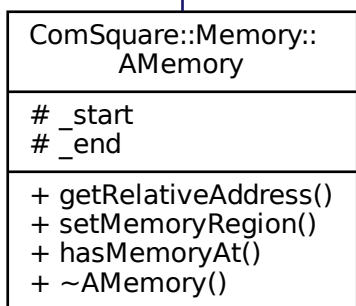 ComSquare::Memory::
AMemory
# _start
# _end
+ getRelativeAddress()
+ setMemoryRegion()
+ hasMemoryAt()
+ ~AMemory()